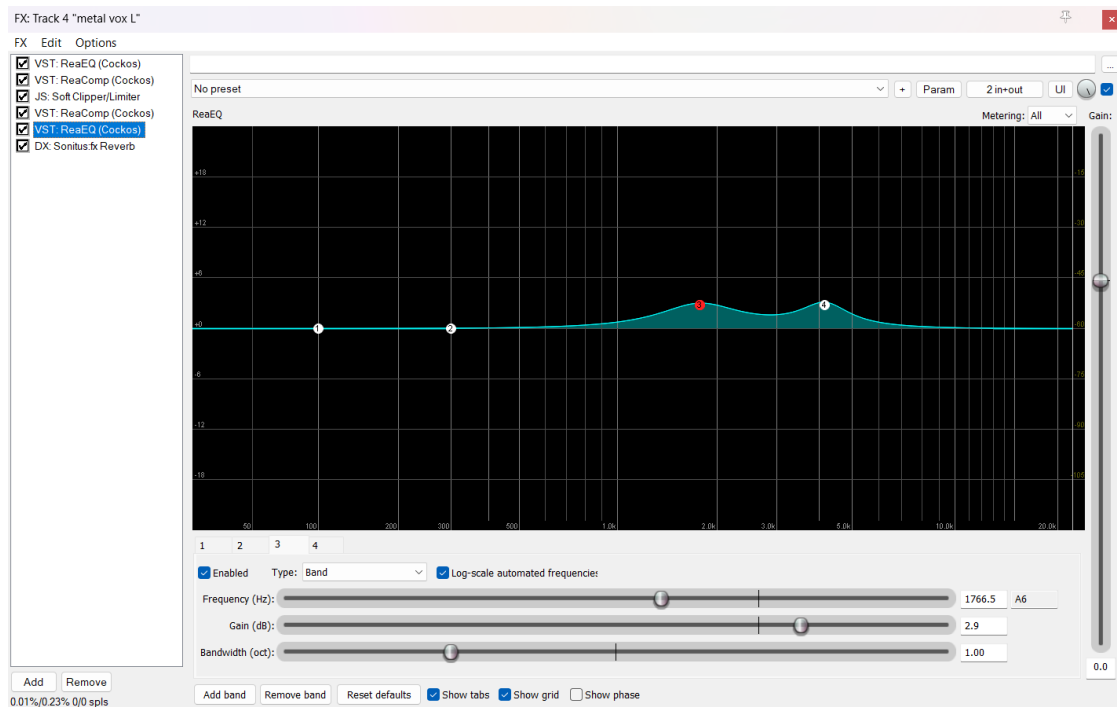 FX: Track 4 "metal vox L"
FX Edit Options
VST: ReaEQ (Cockos)
VST: ReaComp (Cockos)
JS: Soft Clipper/Limiter
VST: ReaComp (Cockos)
VST: ReaEQ (Cockos)
DX: Sonitus:fx Reverb
...
No preset + Param 2 in+out UI
ReaEQ Metering: All Gain:
+18 -15
+12 -30
+6 -45
+0 -60
1 2 3 4
-6 -75
-12 -90
-18 -105
50 100 200 300 500 1.0k 2.0k 3.0k 5.0k 10.0k 20.0k
1 2 3 4
Enabled Type: Band Log-scale automated frequencies
Frequency (Hz): 1766.5 A6
Gain (dB): 2.9
Bandwidth (oct): 1.00
0.0
Add Remove
Add band Remove band Reset defaults Show tabs Show grid Show phase
0.01%/0.23% 0/0 spls